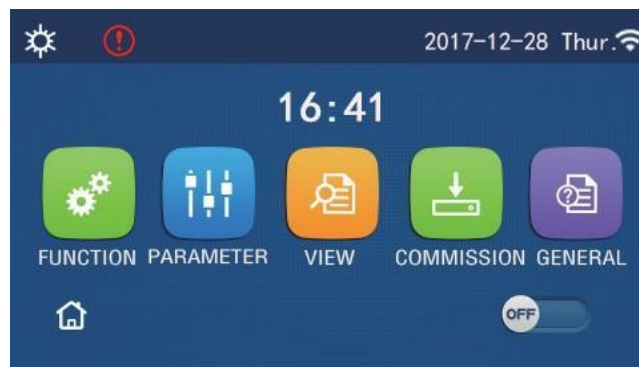 2017-12-28 Thur.
16:41
FUNCTION PARAMETER VIEW COMMISSION GENERAL
OFF